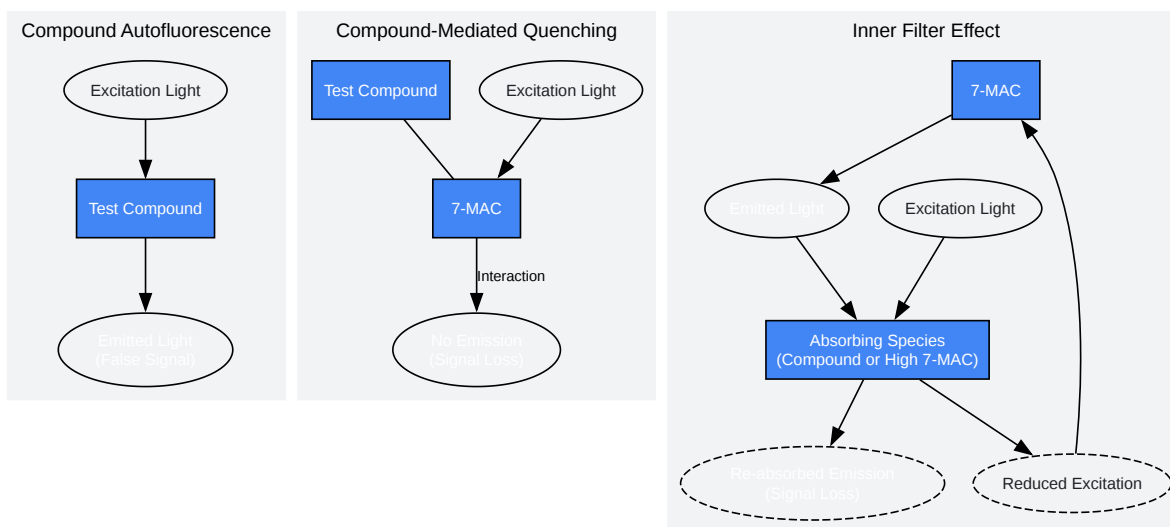 Compound Autofluorescence
Excitation Light
Test Compound
Emitted Light
(False Signal)
Compound-Mediated Quenching
Test Compound
Excitation Light
7-MAC
Interaction
No Emission
(Signal Loss)
Inner Filter Effect
7-MAC
Emitted Light
Excitation Light
Absorbing Species
(Compound or High 7-MAC)
Re-absorbed Emission
(Signal Loss)
Reduced Excitation